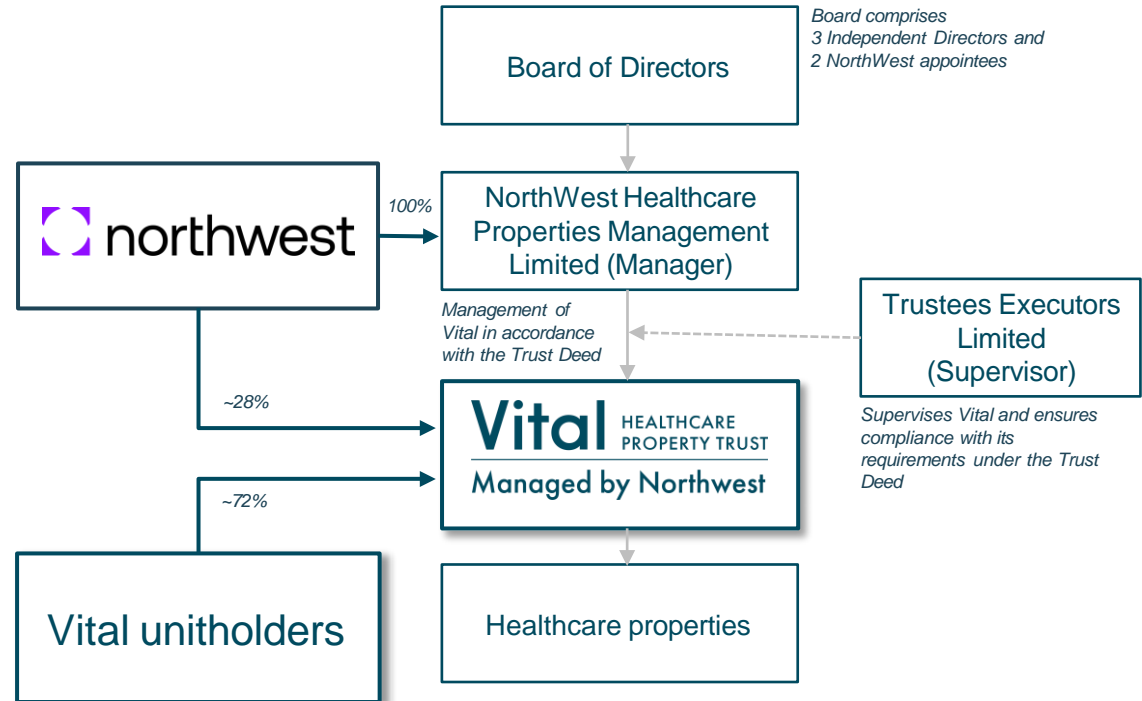 Board of Directors
Board comprises
3 Independent Directors and
2 NorthWest appointees
northwest
100%
NorthWest Healthcare
Properties Management
Limited (Manager)
Management of
Vital in accordance
with the Trust Deed
Trustees Executors
Limited
(Supervisor)
Supervises Vital and ensures
compliance with its
requirements under the Trust
Deed
~28%
Vital HEALTHCARE
PROPERTY TRUST
Managed by Northwest
~72%
Vital unitholders
Healthcare properties